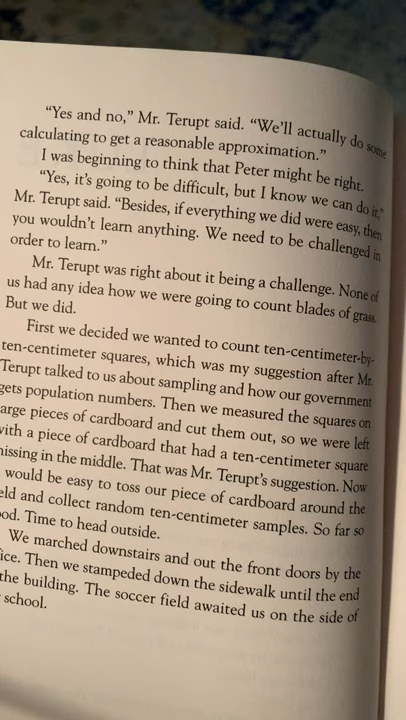 "Yes and no," Mr. Terupt said. "We'll actually do some
calculating to get a reasonable approximation."
I was beginning to think that Peter might be right.
"Yes, it's going to be difficult, but I know we can do it,"
Mr. Terupt said. "Besides, if everything we did were easy, then
you wouldn't learn anything. We need to be challenged in
order to learn."
Mr. Terupt was right about it being a challenge. None of
us had any idea how we were going to count blades of grass.
But we did.
First we decided we wanted to count ten-centimeter-by-
ten-centimeter squares, which was my suggestion after Mr.
Terupt talked to us about sampling and how our government
gets population numbers. Then we measured the squares on
arge pieces of cardboard and cut them out, so we were left
with a piece of cardboard that had a ten-centimeter square
nissing in the middle. That was Mr. Terupt's suggestion. Now
would be easy to toss our piece of cardboard around the
eld and collect random ten-centimeter samples. So far so
ood. Time to head outside.
We marched downstairs and out the front doors by the
ice. Then we stampeded down the sidewalk until the end
the building. The soccer field awaited us on the side of
school.